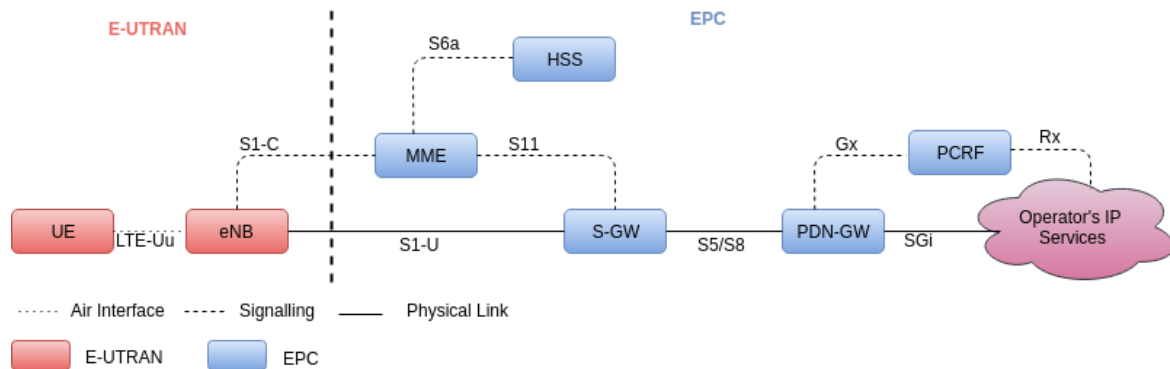 E-UTRAN
EPC
S6a
HSS
S1-C
MME
S11
Gx
PCRF
Rx
UE
LTE-Uu
eNB
S1-U
S-GW
S5/S8
PDN-GW
SGi
Operator's IP
Services
Air Interface
Signalling
Physical Link
E-UTRAN
EPC